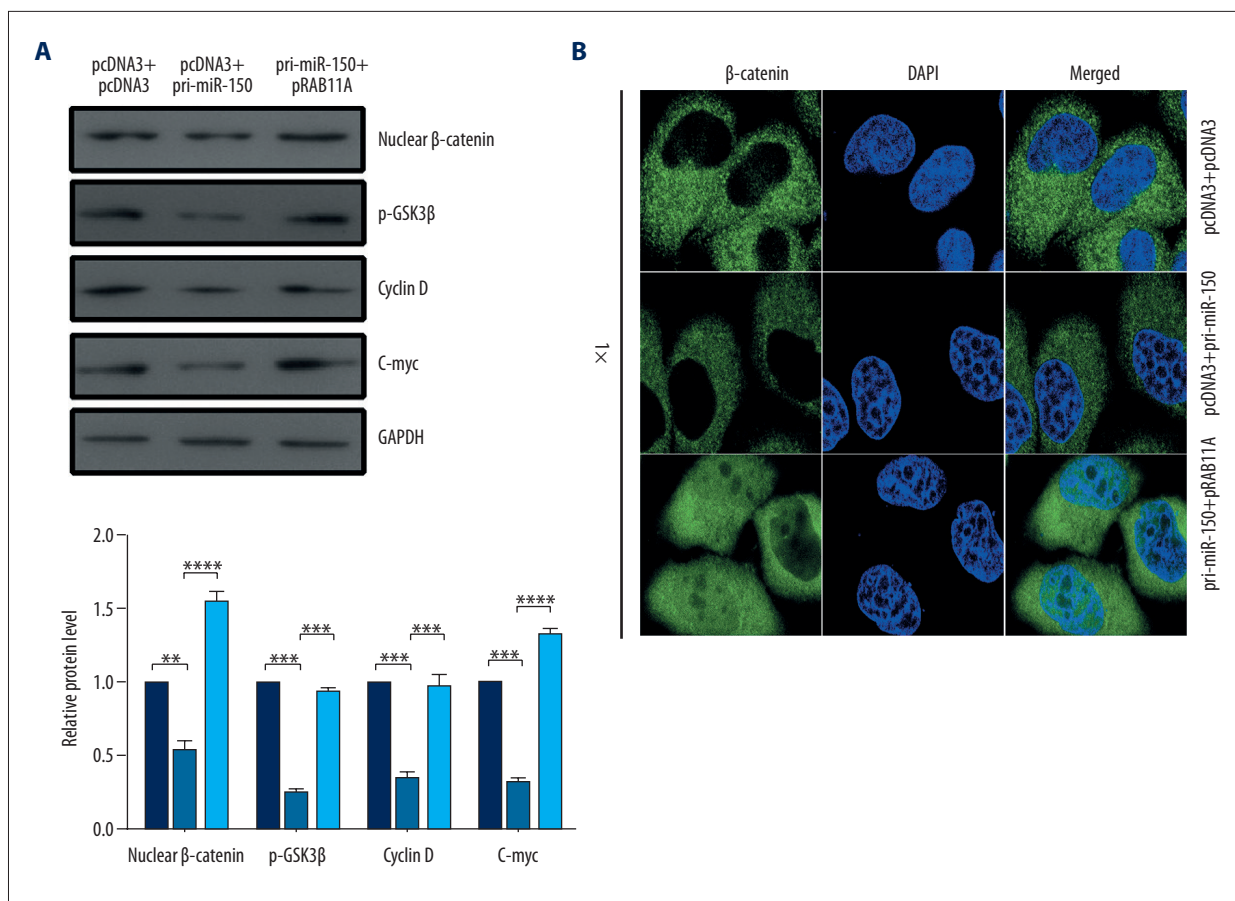 A
pcDNA3+ pcDNA3+ pri-miR-150+
pcDNA3 pri-miR-150 pRAB11A
Nuclear β-catenin
p-GSK3β
Cyclin D
C-myc
GAPDH
2.0
1.5
1.0
0.5
0.0
Relative protein level
**
****
***
***
***
***
***
****
Nuclear β-catenin p-GSK3β Cyclin D C-myc
B
β-catenin DAPI Merged
1×
pcDNA3+pcDNA3
pcDNA3+pri-miR-150
pri-miR-150+pRAB11A